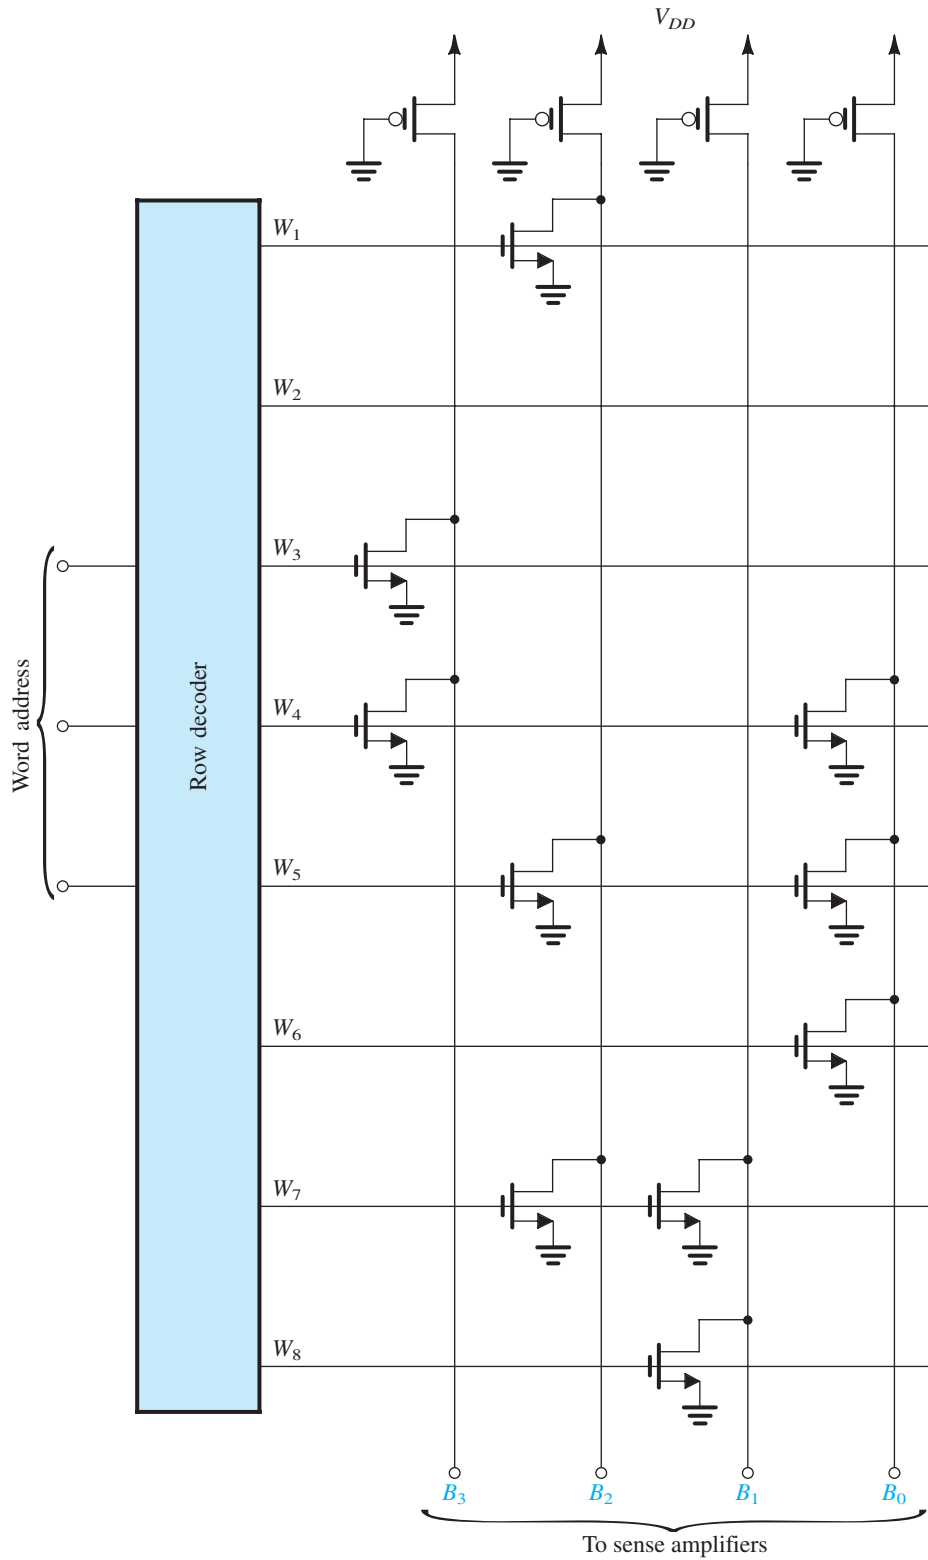 V_DD
W_1
W_2
W_3
W_4
W_5
W_6
W_7
W_8
Word address
Row decoder
B_3 B_2 B_1 B_0
To sense amplifiers